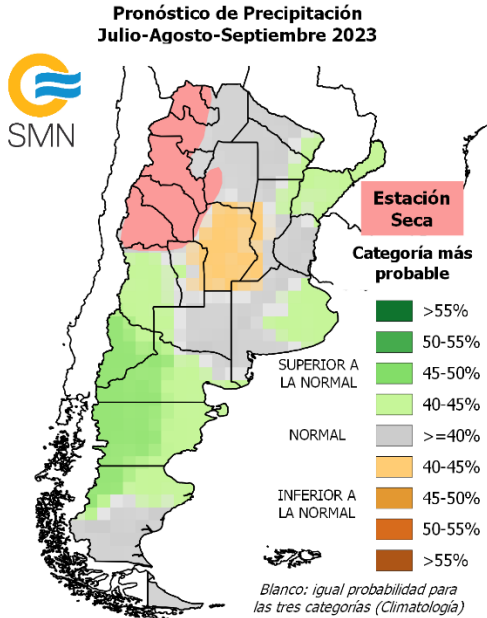 Pronóstico de Precipitación
Julio-Agosto-Septiembre 2023
SMN
Estación
Seca
Categoría más
probable
>55%
50-55%
45-50%
SUPERIOR A
LA NORMAL
40-45%
NORMAL
>=40%
40-45%
INFERIOR A
LA NORMAL
45-50%
50-55%
>55%
Blanco: igual probabilidad para
las tres categorías (Climatología)